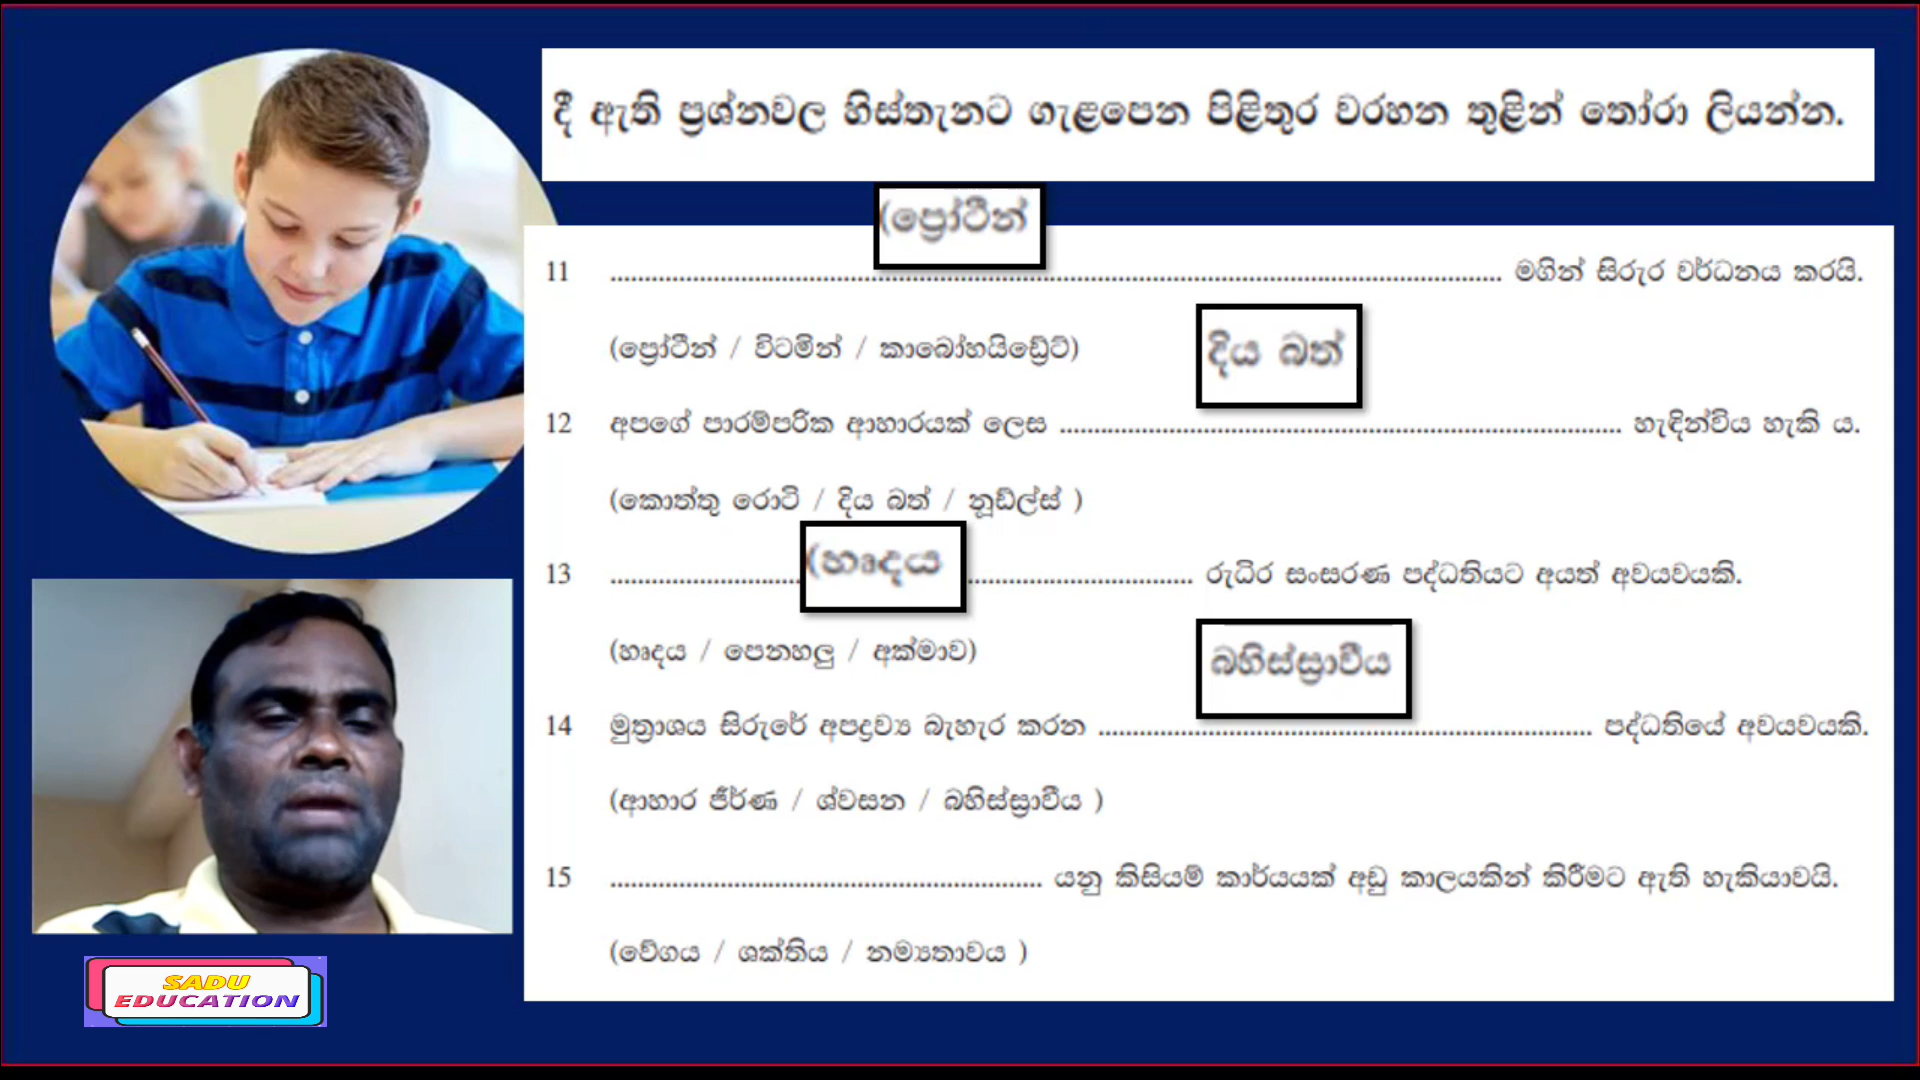 දී ඇති ප්‍රශ්නවල හිස්තැනට ගැළපෙන පිළිතුර වරහන තුළින් තෝරා ලියන්න.
(ප්‍රෝටීන්
11 .................... මගින් සිරුර වර්ධනය කරයි.
(ප්‍රෝටීන් / විටමින් / කාබෝහයිඩ්‍රේට්)
දිය බත්
12 අපගේ පාරම්පරික ආහාරයක් ලෙස .................... හැඳින්විය හැකි ය.
(කොත්තු රොටි / දිය බත් / නූඩ්ල්ස් )
(හෘදය
13 .................... රුධිර සංසරණ පද්ධතියට අයත් අවයවයකි.
(හෘදය / පෙනහලු / අක්මාව)
බහිස්ස්‍රාවීය
14 මුත්‍රාශය සිරුරේ අපද්‍රව්‍ය බැහැර කරන .................... පද්ධතියේ අවයවයකි.
(ආහාර ජීර්ණ / ශ්වසන / බහිස්ස්‍රාවීය )
15 .................... යනු කිසියම් කාර්යයක් අඩු කාලයකින් කිරීමට ඇති හැකියාවයි.
(වේගය / ශක්තිය / නම්‍යතාවය )
SADU
EDUCATION